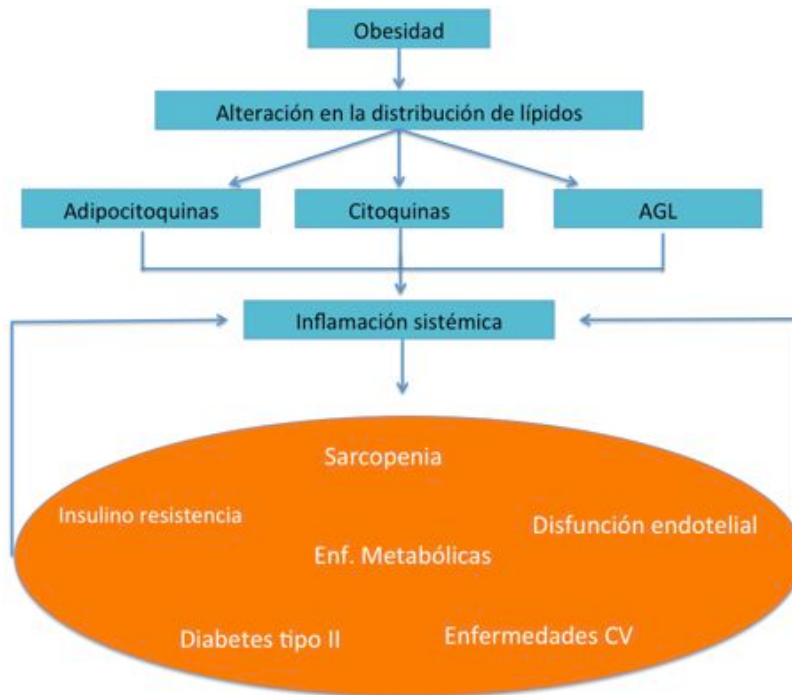 Obesidad
Alteración en la distribución de lípidos
Adipocitoquinas
Citoquinas
AGL
Inflamación sistémica
Sarcopenia
Insulino resistencia
Disfunción endotelial
Enf. Metabólicas
Diabetes tipo II
Enfermedades CV